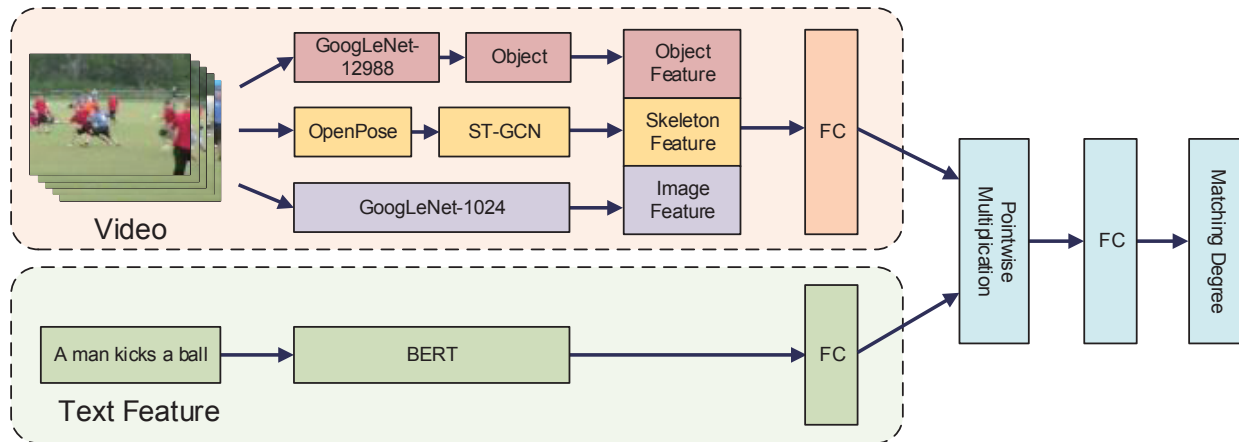 GoogLeNet-
12988
Object
Object
Feature
OpenPose
ST-GCN
Skeleton
Feature
GoogLeNet-1024
Image
Feature
FC
Video
Pointwise
Multiplication
FC
Matching Degree
A man kicks a ball
BERT
FC
Text Feature